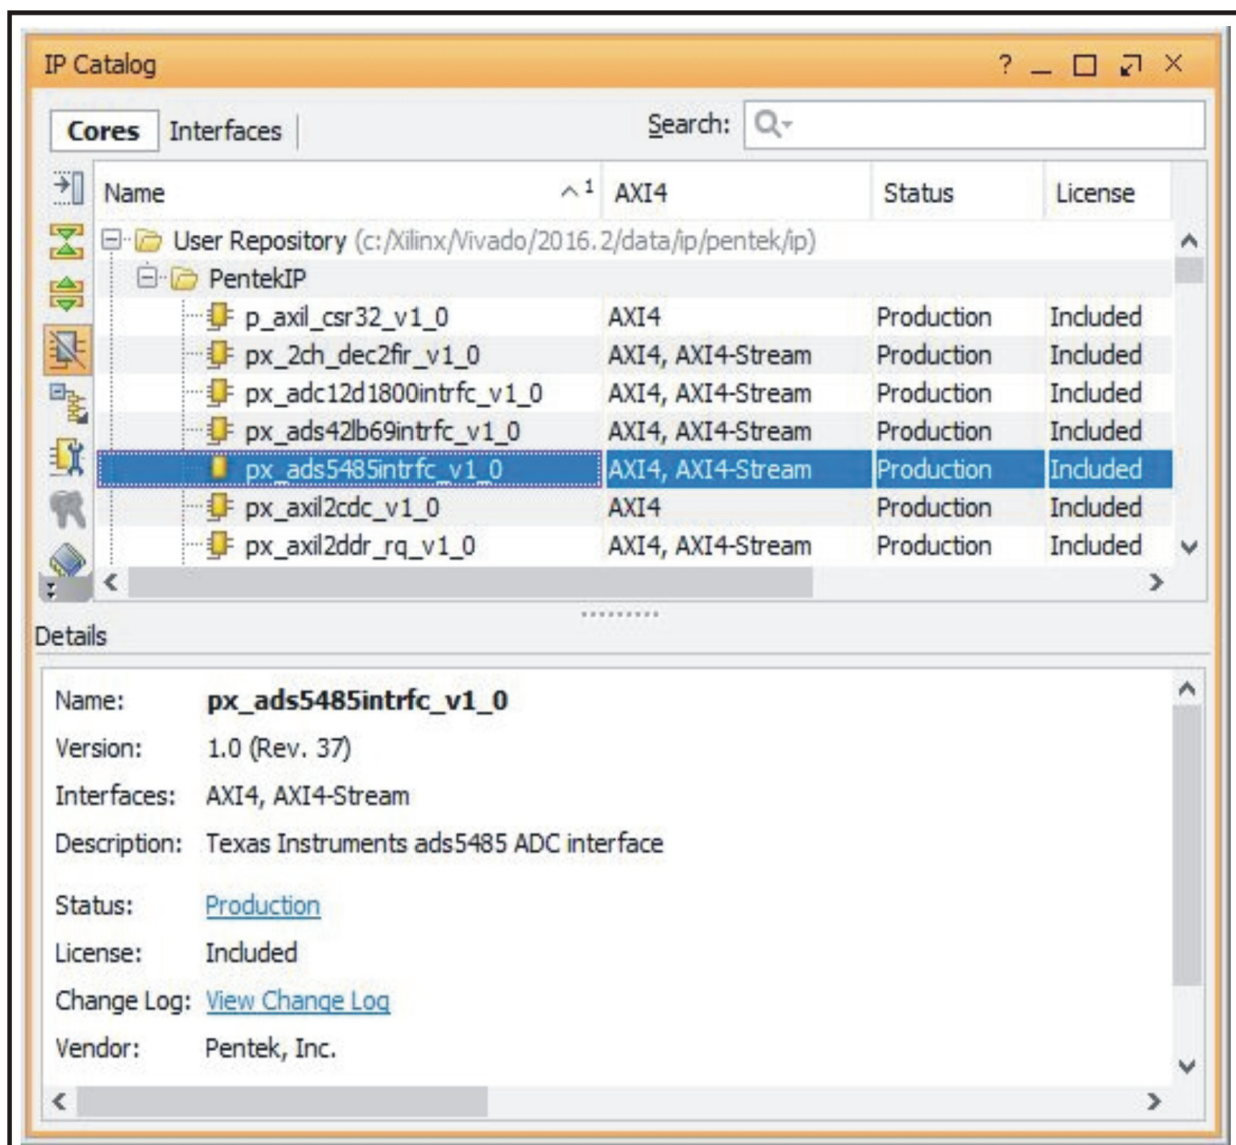 IP Catalog ?
Cores Interfaces Search:
Name 1 AXI4 Status License
User Repository (c:/Xilinx/Vivado/2016.2/data/ip/pentek/ip)
PentekIP
p_axil_csr32_v1_0 AXI4 Production Included
px_2ch_dec2fir_v1_0 AXI4, AXI4-Stream Production Included
px_adc12d1800intrfc_v1_0 AXI4, AXI4-Stream Production Included
px_ads42lb69intrfc_v1_0 AXI4, AXI4-Stream Production Included
px_ads5485intrfc_v1_0 AXI4, AXI4-Stream Production Included
px_axil2cdc_v1_0 AXI4 Production Included
px_axil2ddr_rq_v1_0 AXI4, AXI4-Stream Production Included
Details
Name: px_ads5485intrfc_v1_0
Version: 1.0 (Rev. 37)
Interfaces: AXI4, AXI4-Stream
Description: Texas Instruments ads5485 ADC interface
Status: Production
License: Included
Change Log: View Change Log
Vendor: Pentek, Inc.